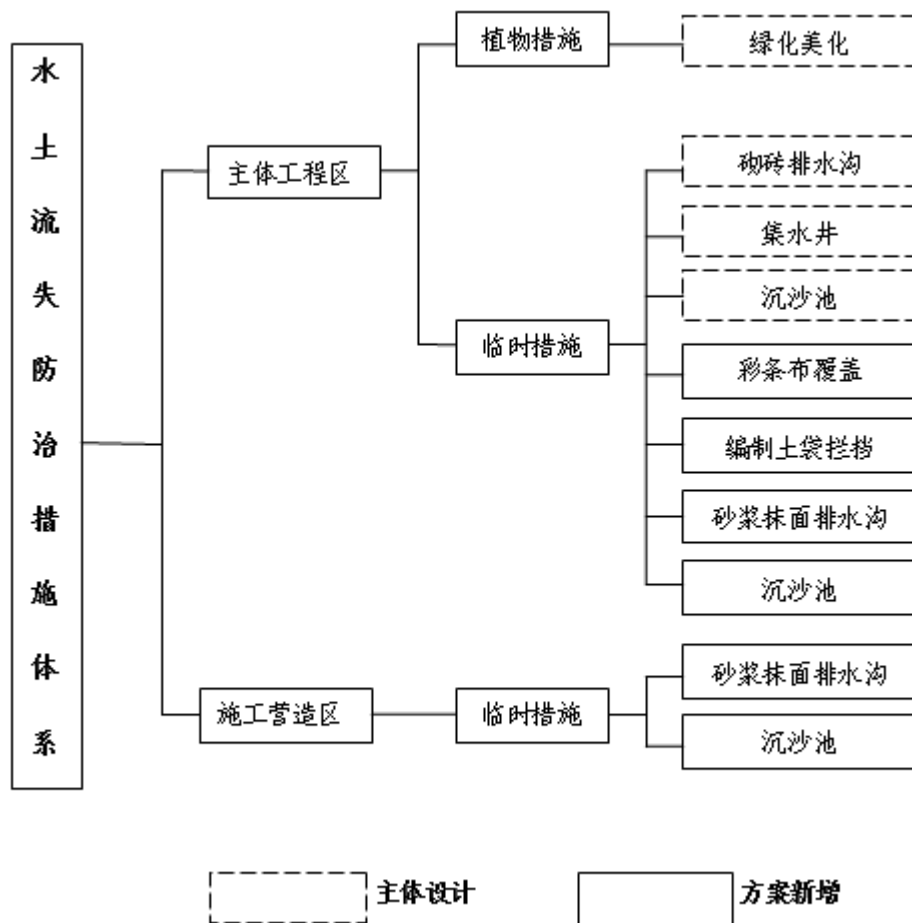 水土流失防治措施体系
主体工程区
植物措施
绿化美化
临时措施
砌砖排水沟
集水井
沉沙池
彩条布覆盖
编制土袋拦挡
砂浆抹面排水沟
沉沙池
施工营造区
临时措施
砂浆抹面排水沟
沉沙池
主体设计
方案新增